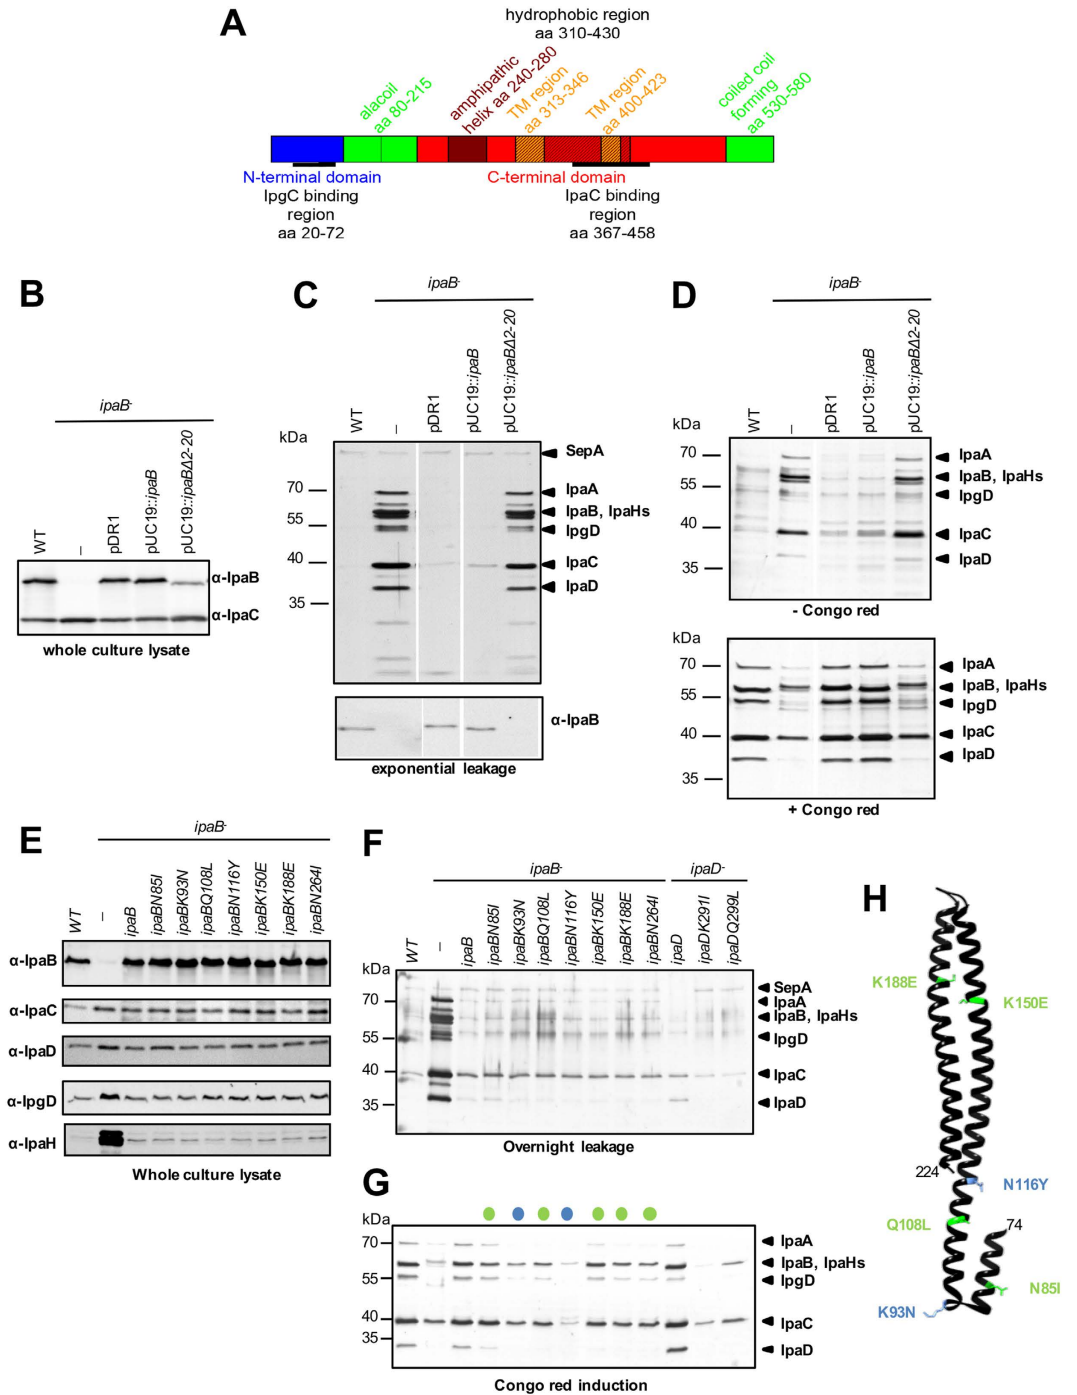 A
hydrophobic region
aa 310-430
alacoil
aa 80-215
amphipathic
helix aa 240-280
TM region
aa 313-346
TM region
aa 400-423
coiled coil
forming
aa 530-580
N-terminal domain
C-terminal domain
IpgC binding
region
aa 20-72
IpaC binding
region
aa 367-458
B
ipaB-
WT
–
pDR1
pUC19::ipaB
pUC19::ipaBΔ2-20
α-IpaB
α-IpaC
whole culture lysate
C
ipaB-
WT
–
pDR1
pUC19::ipaB
pUC19::ipaBΔ2-20
kDa
70
55
40
35
SepA
IpaA
IpaB, IpaHs
IpgD
IpaC
IpaD
α-IpaB
exponential leakage
D
ipaB-
WT
–
pDR1
pUC19::ipaB
pUC19::ipaBΔ2-20
kDa
70
55
40
35
IpaA
IpaB, IpaHs
IpgD
IpaC
IpaD
- Congo red
kDa
70
55
40
35
IpaA
IpaB, IpaHs
IpgD
IpaC
IpaD
+ Congo red
E
ipaB-
WT
–
ipaB
ipaBN85I
ipaBK93N
ipaBQ108L
ipaBN116Y
ipaBK150E
ipaBK188E
ipaBN264I
α-IpaB
α-IpaC
α-IpaD
α-IpgD
α-IpaH
Whole culture lysate
F
ipaB-
ipaD-
WT
–
ipaB
ipaBN85I
ipaBK93N
ipaBQ108L
ipaBN116Y
ipaBK150E
ipaBK188E
ipaBN264I
ipaD
ipaDK291I
ipaDQ299L
kDa
70
55
40
35
SepA
IpaA
IpaB, IpaHs
IpgD
IpaC
IpaD
Overnight leakage
G
kDa
70
55
40
35
IpaA
IpaB, IpaHs
IpgD
IpaC
IpaD
Congo red induction
H
K188E
K150E
224
N116Y
Q108L
74
N85I
K93N